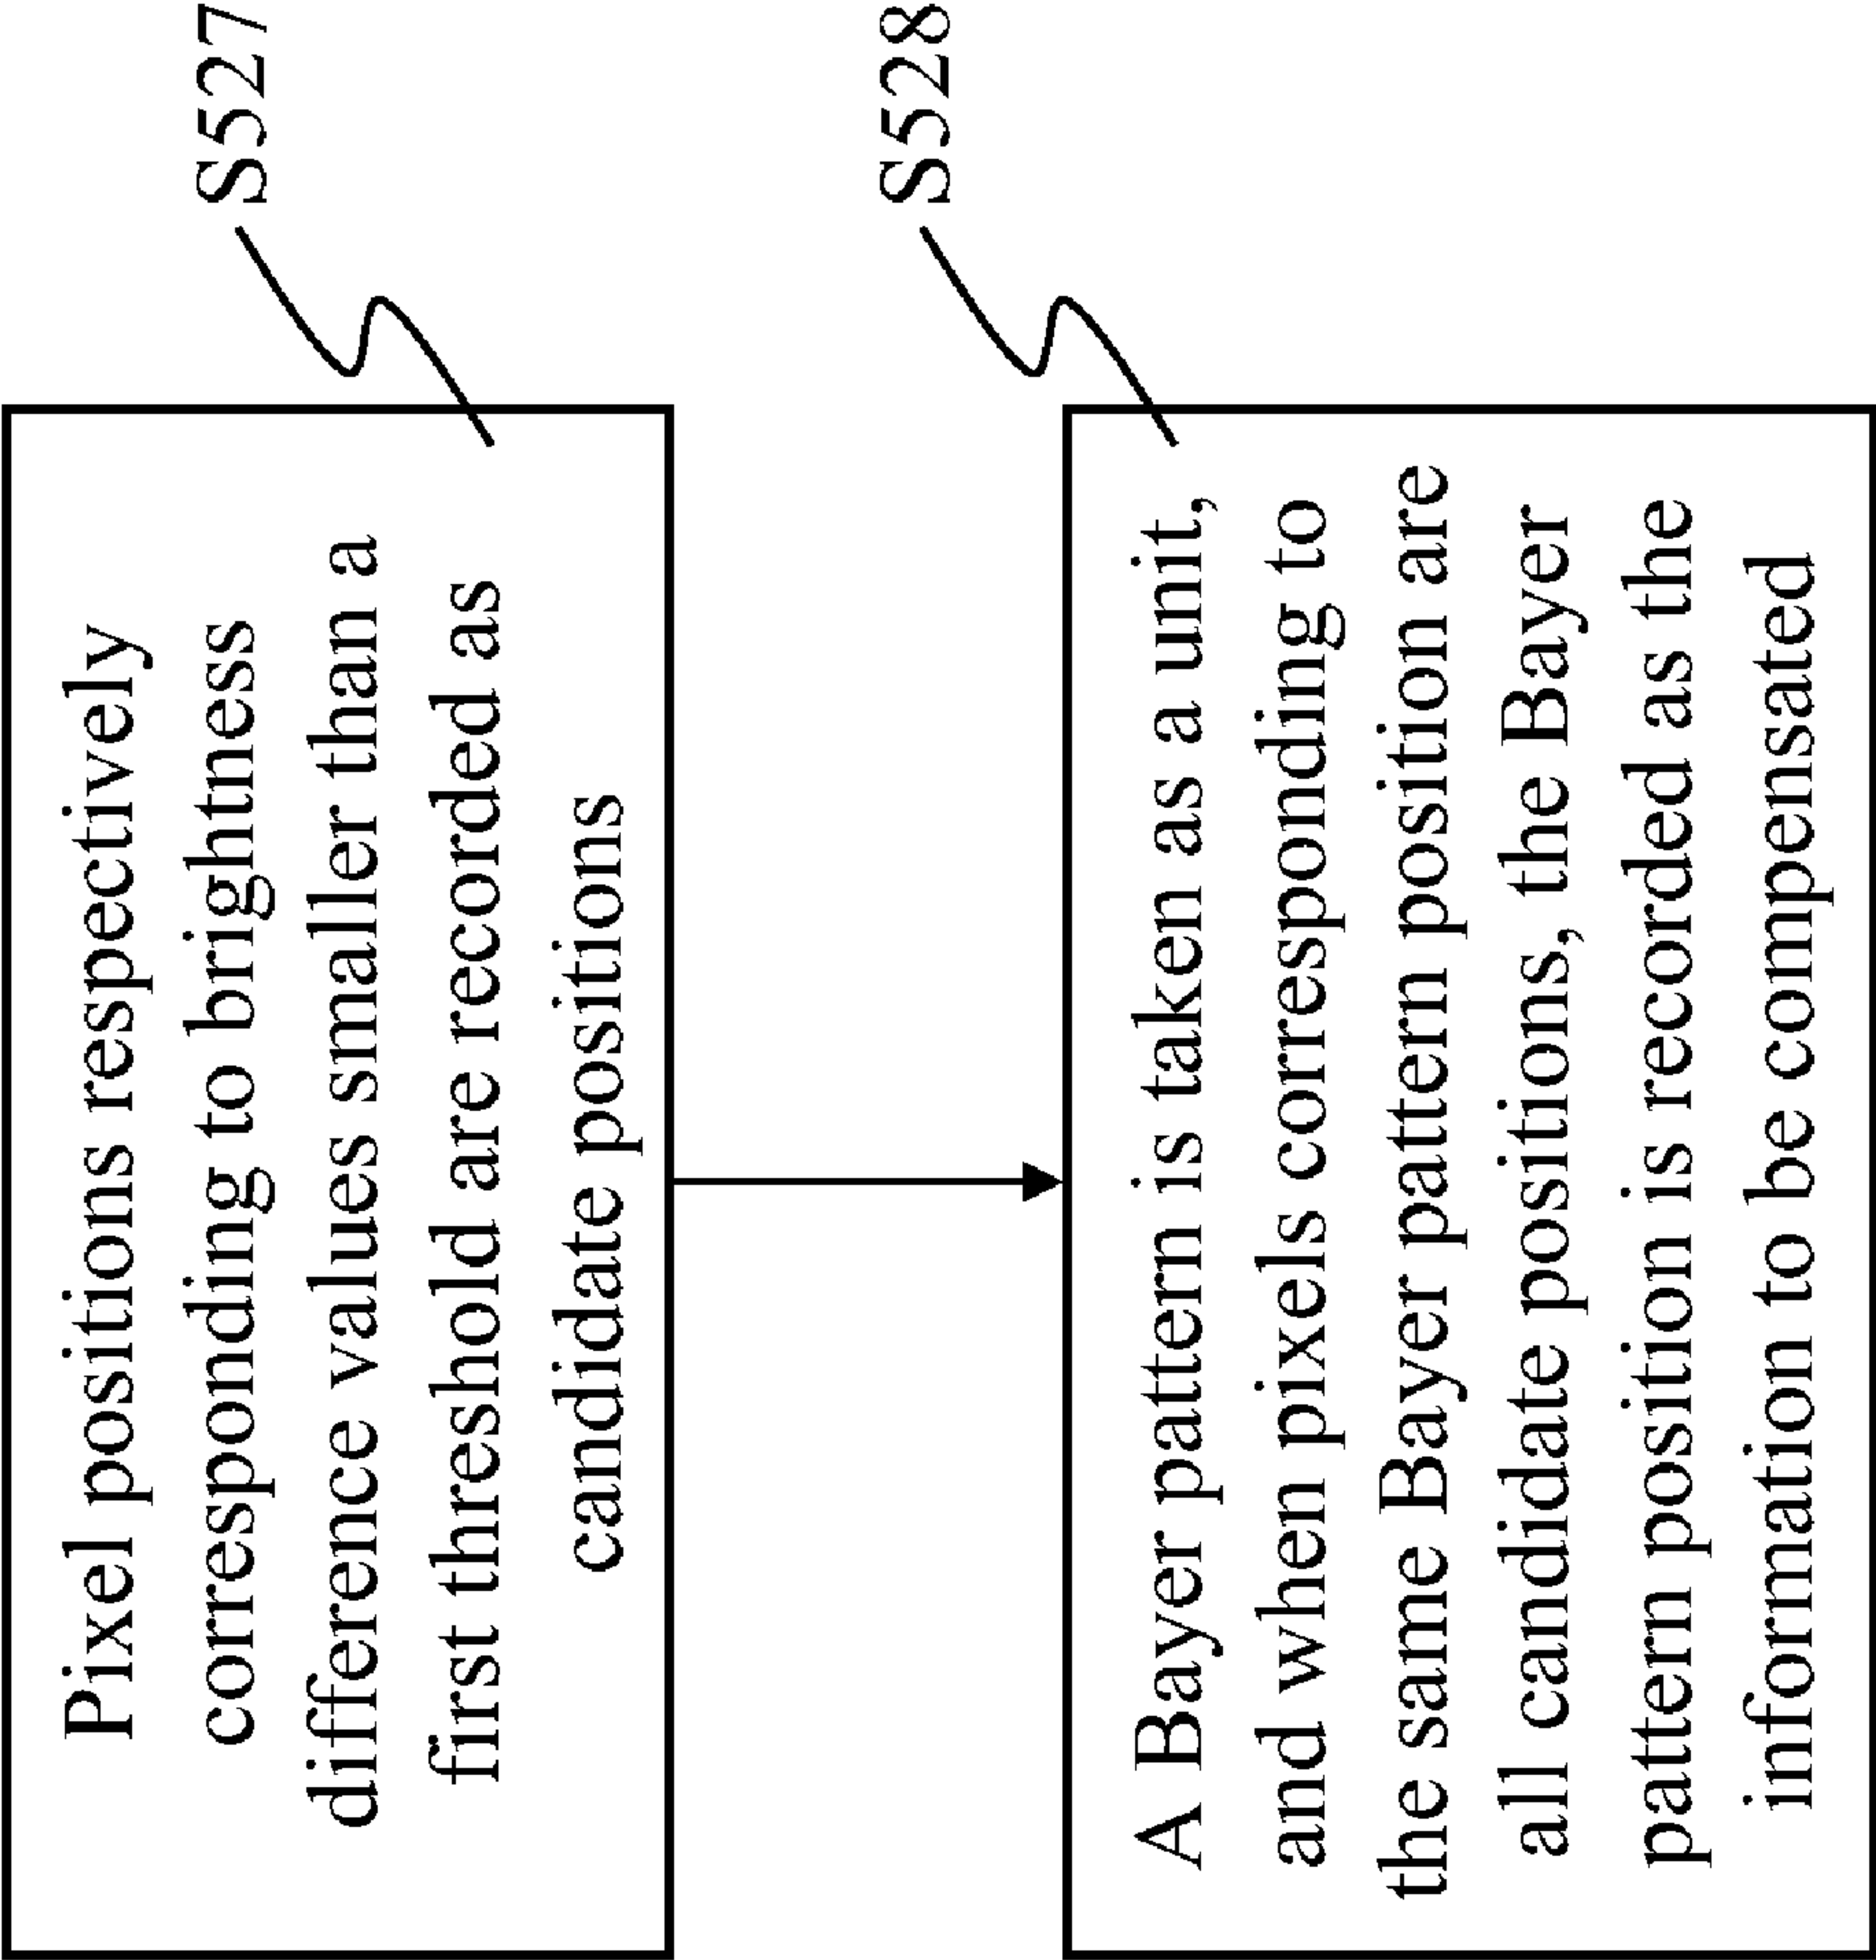 Pixel positions respectively
corresponding to brightness
difference values smaller than a
first threshold are recorded as
candidate positions
S527
A Bayer pattern is taken as a unit,
and when pixels corresponding to
the same Bayer pattern position are
all candidate positions, the Bayer
pattern position is recorded as the
information to be compensated
S528